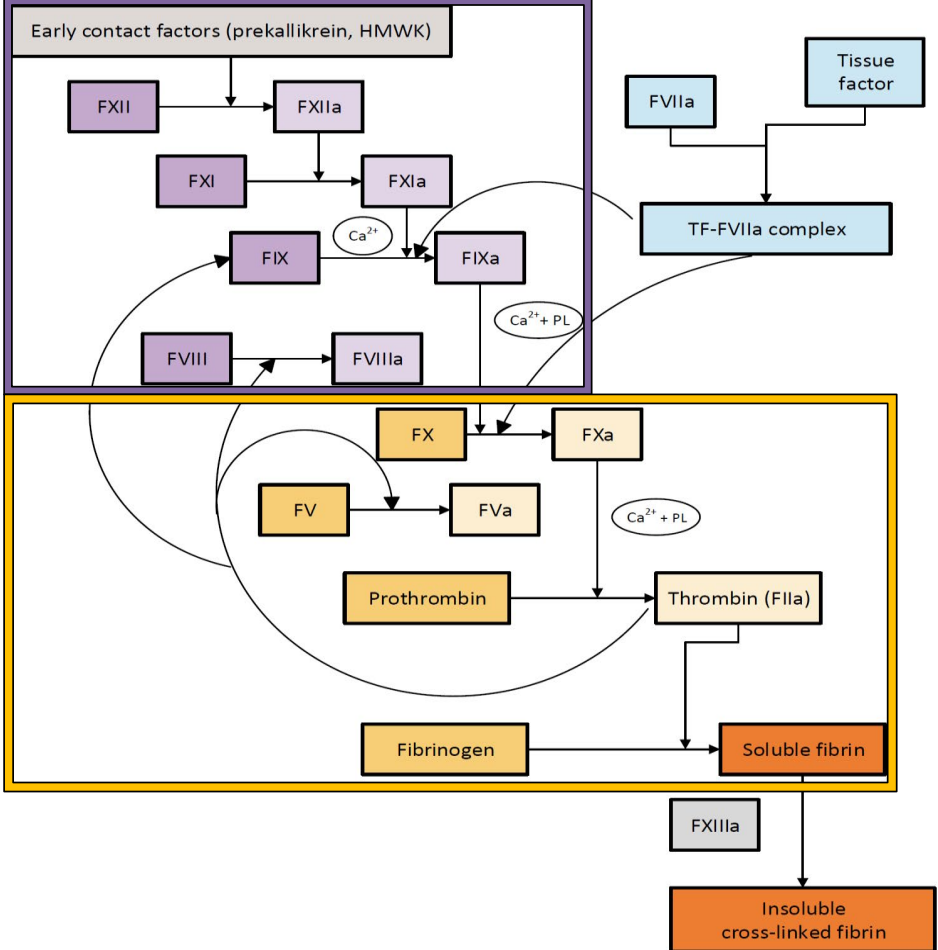 Early contact factors (prekallikrein, HMWK)
Tissue
factor
FVIIa
FXII
FXIIa
FXI
FXIa
TF-FVIIa complex
Ca²⁺
FIX
FIXa
Ca²⁺+ PL
FVIII
FVIIIa
FX
FXa
FV
FVa
Ca²⁺ + PL
Prothrombin
Thrombin (FIIa)
Fibrinogen
Soluble fibrin
FXIIIa
Insoluble
cross-linked fibrin